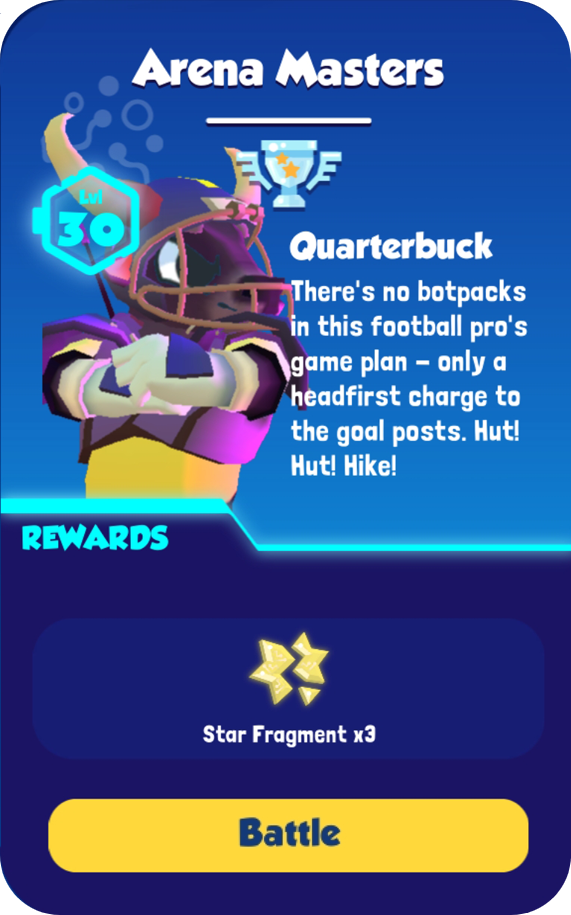 Arena Masters
Lvl
30
Quarterbuck
There's no botpacks
in this football pro's
game plan – only a
headfirst charge to
the goal posts. Hut!
Hut! Hike!
REWARDS
Star Fragment x3
Battle